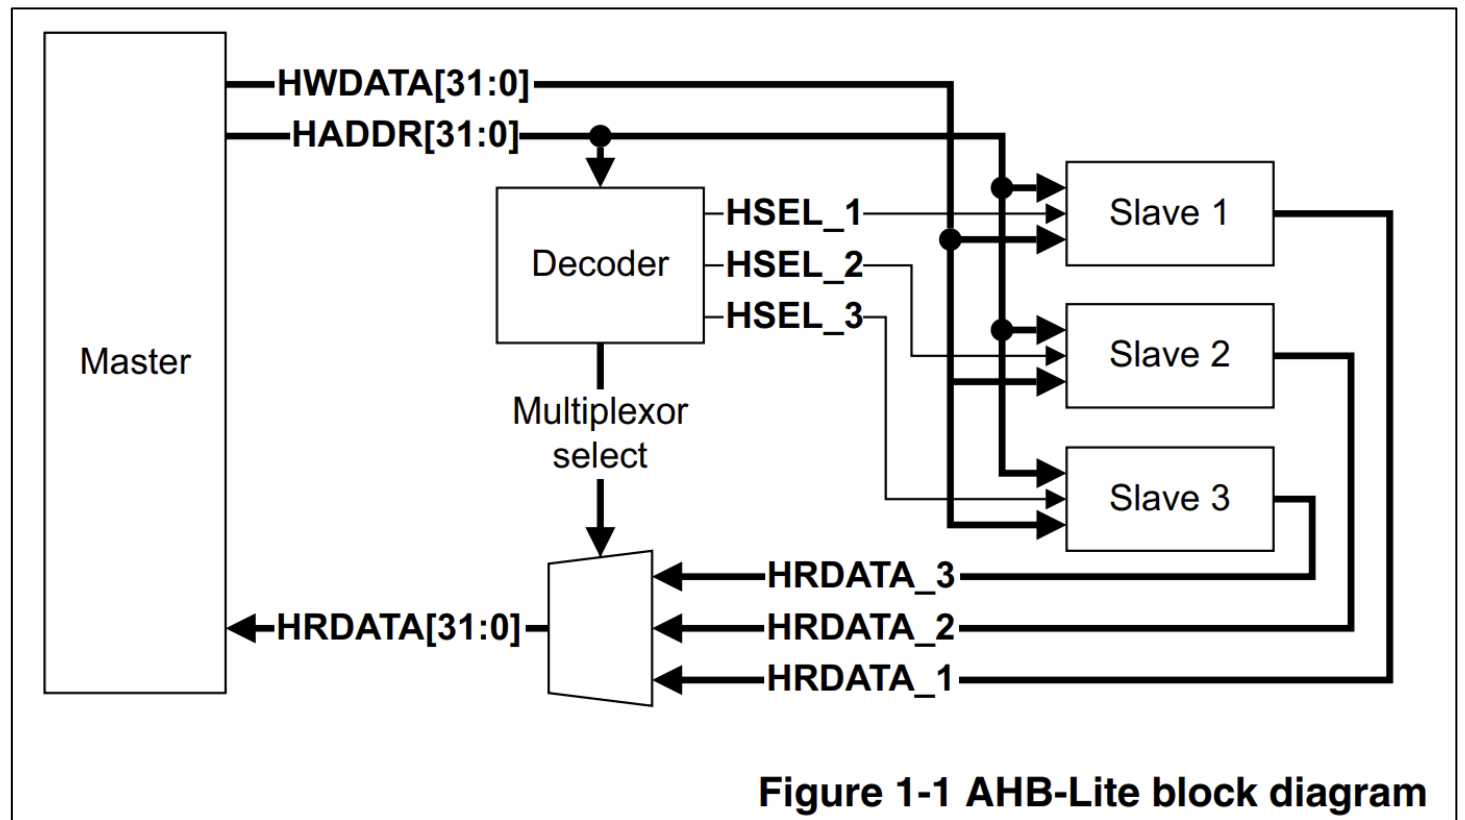 HWDATA[31:0]
HADDR[31:0]
HSEL_1
Slave 1
Decoder
HSEL_2
HSEL_3
Master
Slave 2
Multiplexor
select
Slave 3
HRDATA_3
HRDATA[31:0]
HRDATA_2
HRDATA_1
Figure 1-1 AHB-Lite block diagram